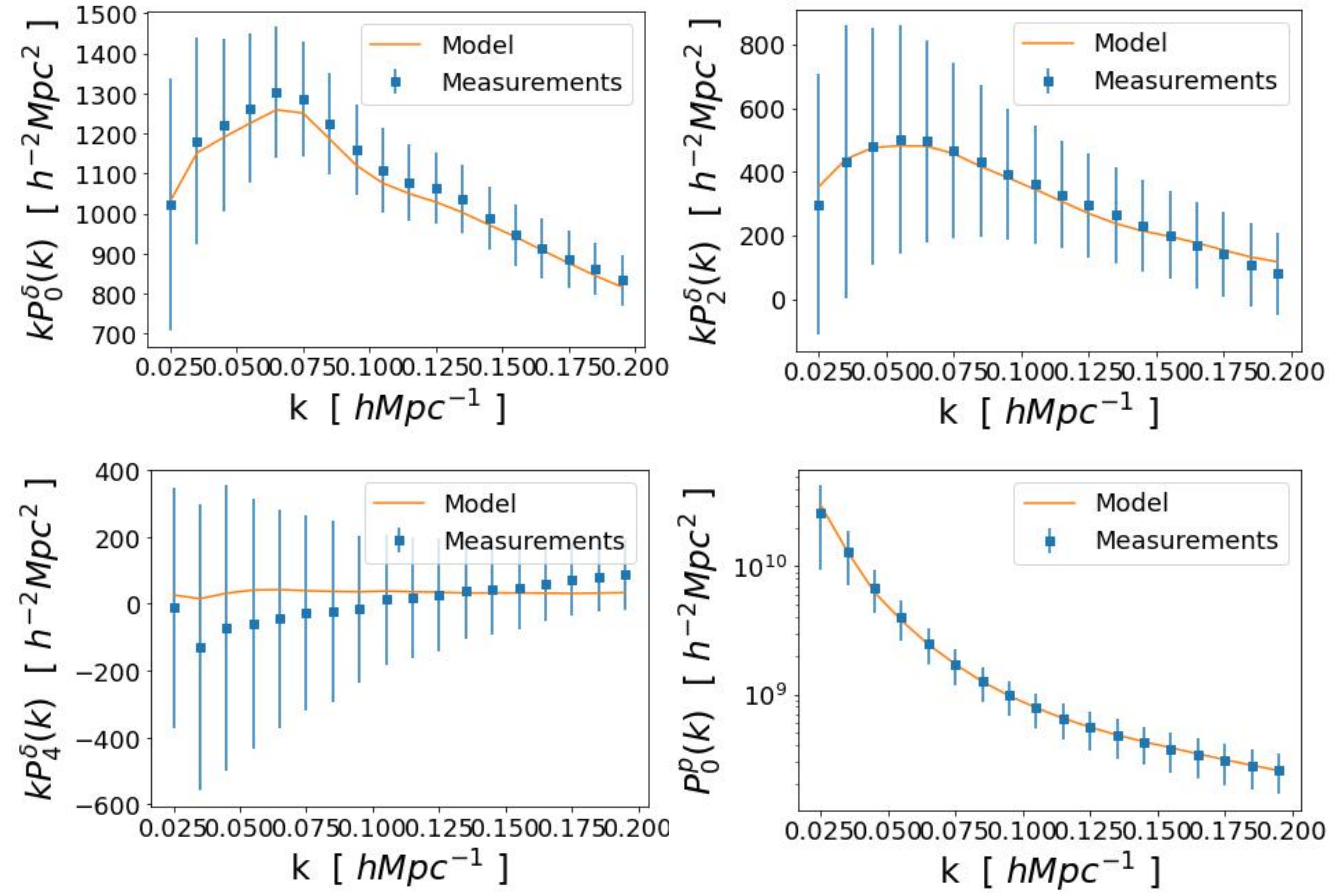 1500
1400
1300
1200
1100
1000
900
800
700
kP₀^δ(k) [ h⁻²Mpc² ]
Model
Measurements
0.025 0.050 0.075 0.100 0.125 0.150 0.175 0.200
k [ hMpc⁻¹ ]
800
600
400
200
0
kP₂^δ(k) [ h⁻²Mpc² ]
Model
Measurements
0.025 0.050 0.075 0.100 0.125 0.150 0.175 0.200
k [ hMpc⁻¹ ]
400
200
0
−200
−400
−600
kP₄^δ(k) [ h⁻²Mpc² ]
Model
Measurements
0.025 0.050 0.075 0.100 0.125 0.150 0.175 0.200
k [ hMpc⁻¹ ]
10¹⁰
10⁹
P₀^p(k) [ h⁻²Mpc² ]
Model
Measurements
0.025 0.050 0.075 0.100 0.125 0.150 0.175 0.200
k [ hMpc⁻¹ ]